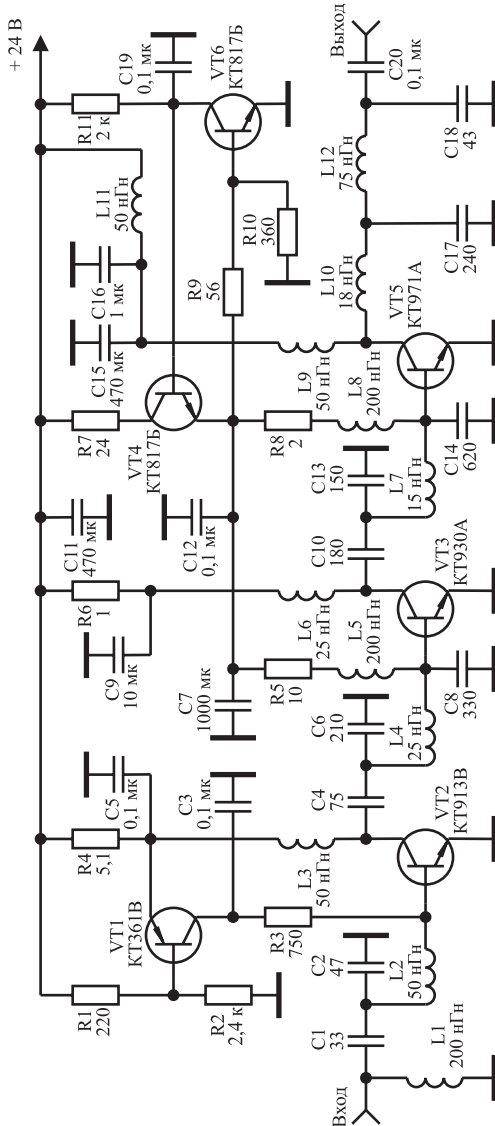 + 24 В
R1
220
R2
2,4 к
VT1
КТ361В
R4
5,1
C5
0,1 мк
C3
0,1 мк
R3
750
L3
50 нГн
C7
1000 мк
C9
10 мк
R6
1
C11
470 мк
C12
0,1 мк
R5
10
L5
200 нГн
L6
25 нГн
R7
24
VT4
КТ817Б
C15
470 мк
C16
1 мк
L11
50 нГн
R11
2 к
C19
0,1 мк
VT6
КТ817Б
R9
56
R10
360
R8
2
L8
200 нГн
L9
50 нГн
Вход
C1
33
L1
200 нГн
C2
47
L2
50 нГн
VT2
КТ913В
C4
75
C6
210
L4
25 нГн
C8
330
VT3
КТ930А
C10
180
C13
150
L7
15 нГн
C14
620
VT5
КТ971А
L10
18 нГн
C17
240
L12
75 нГн
C18
43
C20
0,1 мк
Выход